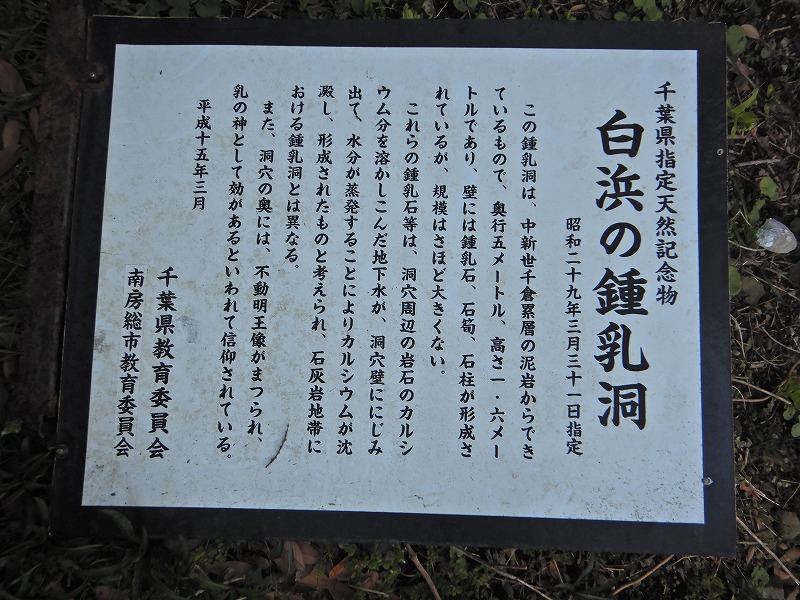 千葉県指定天然記念物
白浜の鍾乳洞
昭和二十九年三月三十一日指定
この鍾乳洞は、中新世千倉累層の泥岩からでき
ているもので、奥行五メートル、高さ一・六メー
トルであり、壁には鍾乳石、石筍、石柱が形成さ
れているが、規模はさほど大きくない。
これらの鍾乳石等は、洞穴周辺の岩石のカルシ
ウム分を溶かしこんだ地下水が、洞穴壁ににじみ
出て、水分が蒸発することによりカルシウムが沈
澱し、形成されたものと考えられ、石灰岩地帯に
おける鍾乳洞とは異なる。
また、洞穴の奥には、不動明王像がまつられ、
乳の神として効があるといわれて信仰されている。
平成十五年三月
千葉県教育委員会
南房総市教育委員会